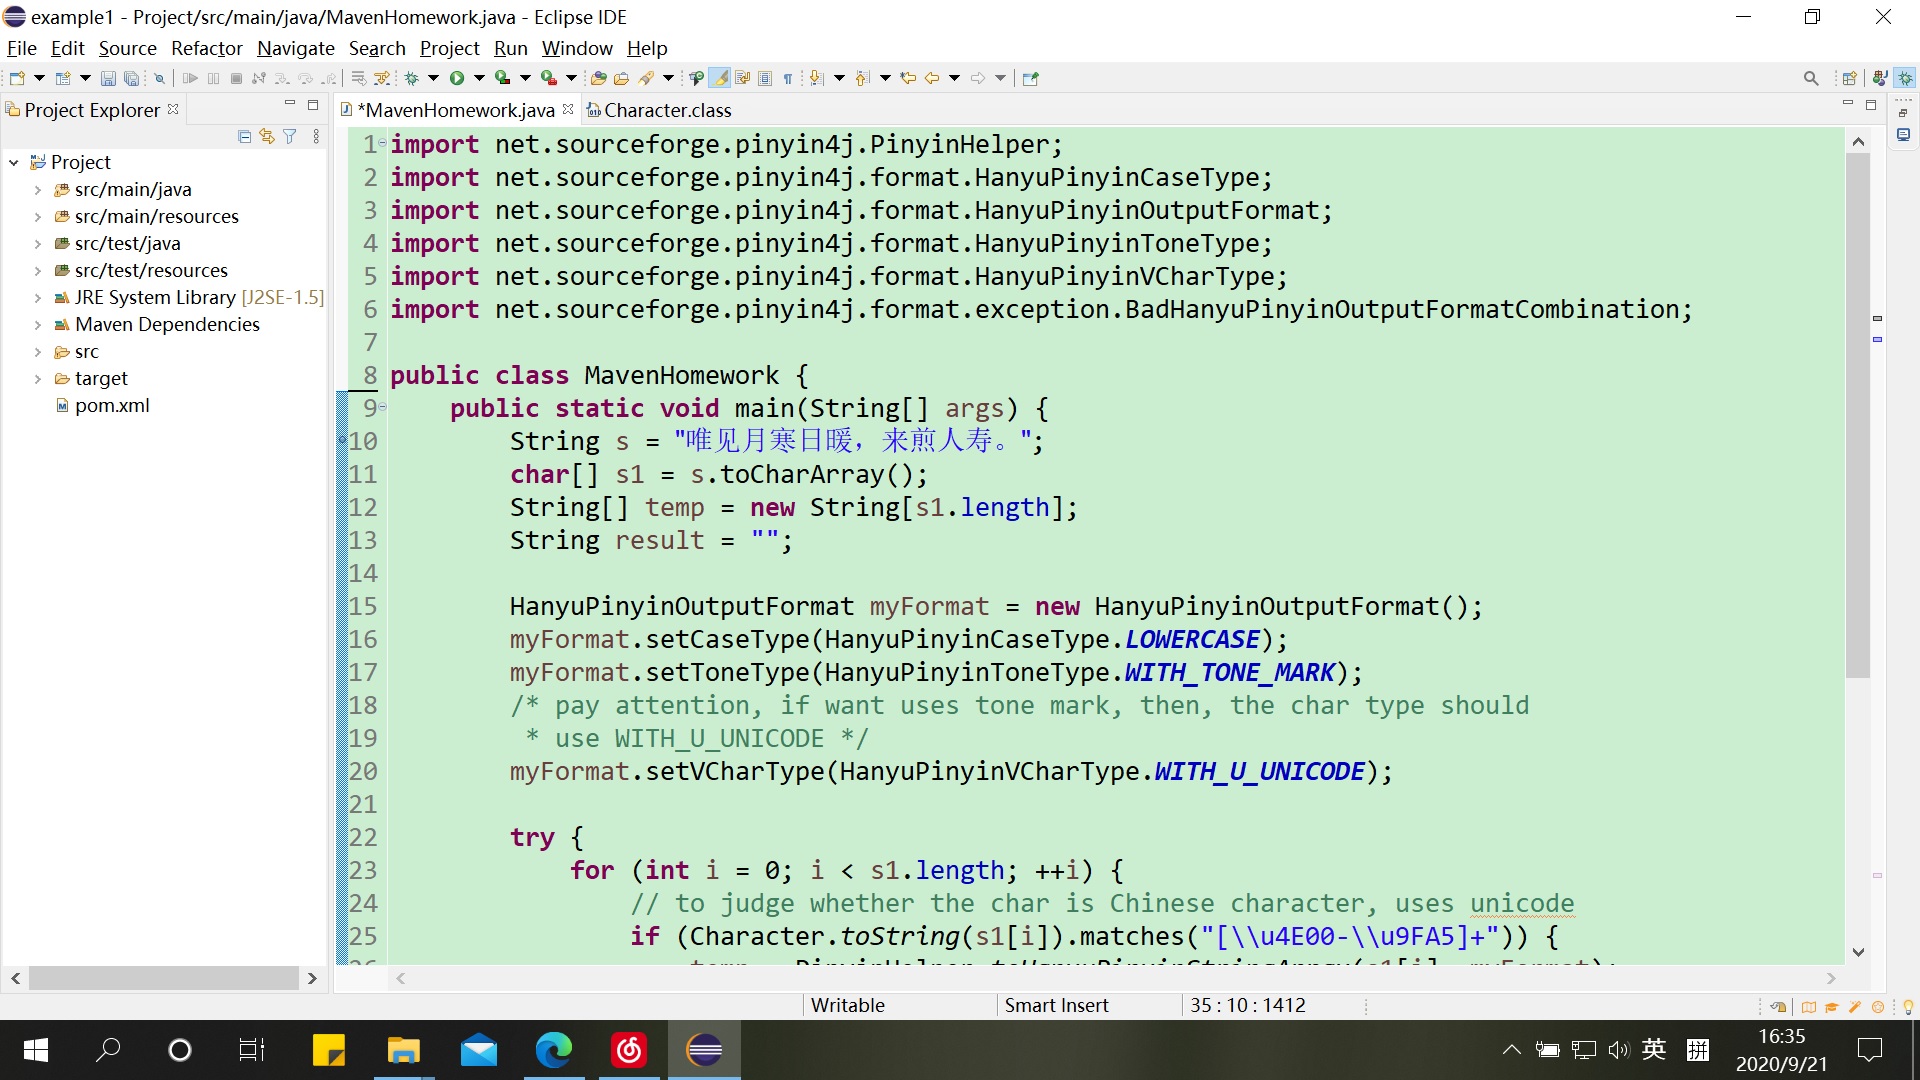 example1 - Project/src/main/java/MavenHomework.java - Eclipse IDE
File Edit Source Refactor Navigate Search Project Run Window Help
Project Explorer
*MavenHomework.java
Character.class
Project
src/main/java
src/main/resources
src/test/java
src/test/resources
JRE System Library [J2SE-1.5]
Maven Dependencies
src
target
pom.xml
1 import net.sourceforge.pinyin4j.PinyinHelper;
2 import net.sourceforge.pinyin4j.format.HanyuPinyinCaseType;
3 import net.sourceforge.pinyin4j.format.HanyuPinyinOutputFormat;
4 import net.sourceforge.pinyin4j.format.HanyuPinyinToneType;
5 import net.sourceforge.pinyin4j.format.HanyuPinyinVCharType;
6 import net.sourceforge.pinyin4j.format.exception.BadHanyuPinyinOutputFormatCombination;
7
8 public class MavenHomework {
9 public static void main(String[] args) {
10 String s = "唯见月寒日暖，来煎人寿。";
11 char[] s1 = s.toCharArray();
12 String[] temp = new String[s1.length];
13 String result = "";
14
15 HanyuPinyinOutputFormat myFormat = new HanyuPinyinOutputFormat();
16 myFormat.setCaseType(HanyuPinyinCaseType.LOWERCASE);
17 myFormat.setToneType(HanyuPinyinToneType.WITH_TONE_MARK);
18 /* pay attention, if want uses tone mark, then, the char type should
19 * use WITH_U_UNICODE */
20 myFormat.setVCharType(HanyuPinyinVCharType.WITH_U_UNICODE);
21
22 try {
23 for (int i = 0; i < s1.length; ++i) {
24 // to judge whether the char is Chinese character, uses unicode
25 if (Character.toString(s1[i]).matches("[\\u4E00-\\u9FA5]+")) {
Writable
Smart Insert
35 : 10 : 1412
英
拼
16:35
2020/9/21